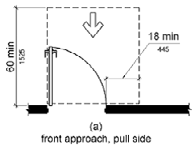 60 min
1525
18 min
445
(a)
front approach, pull side